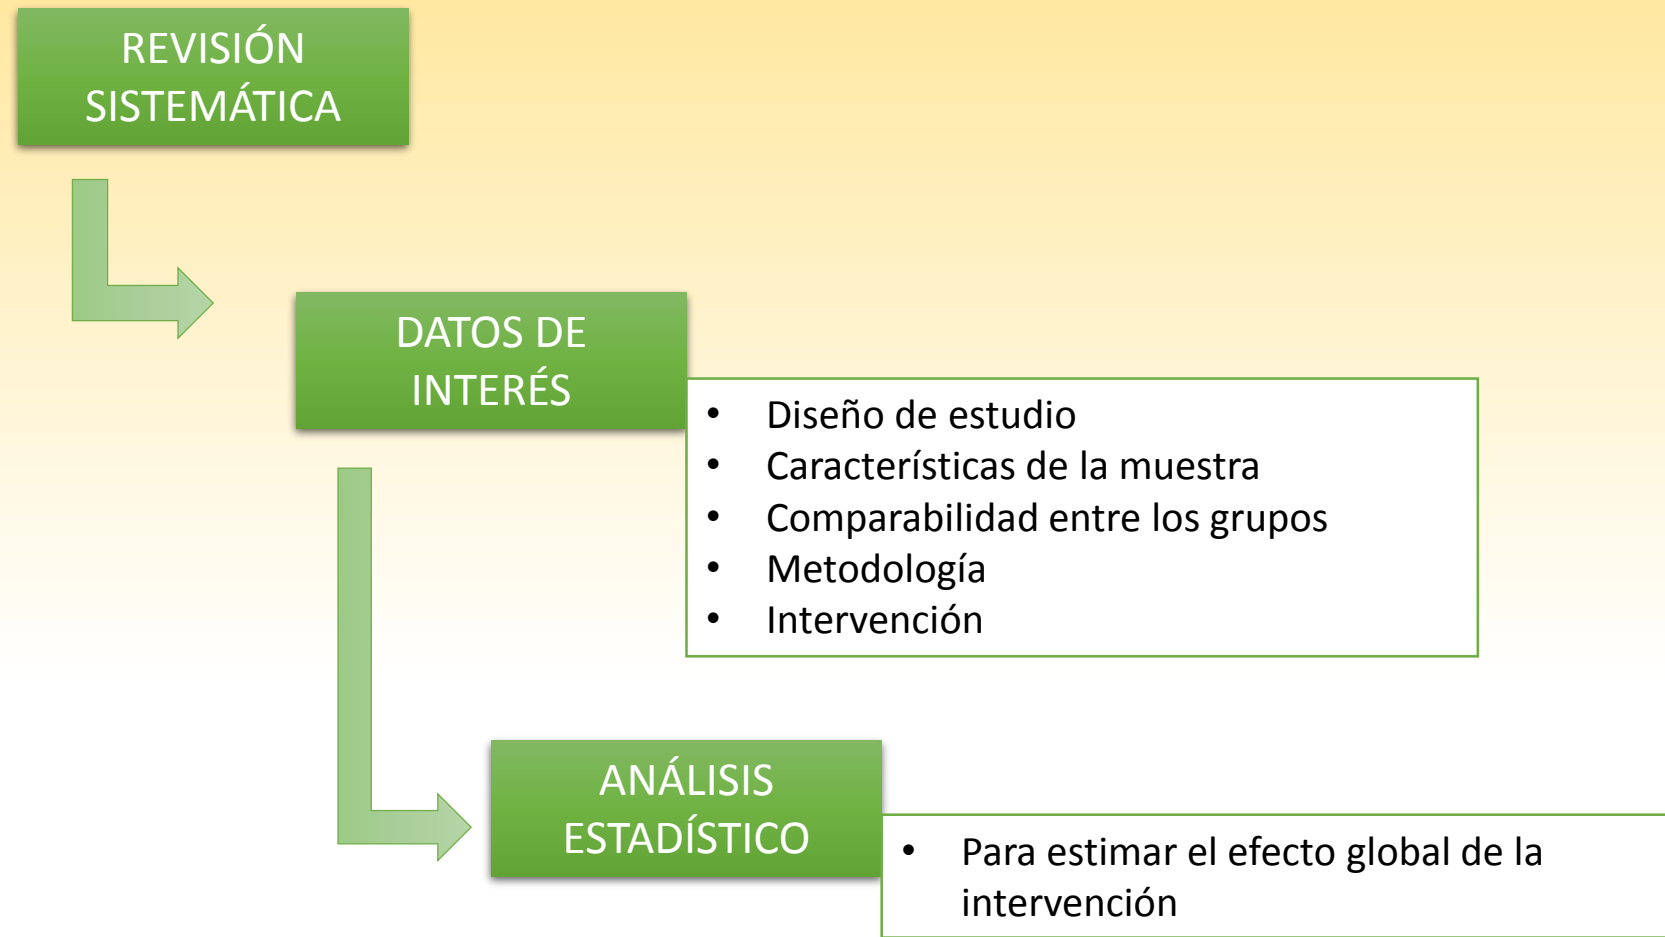 REVISIÓN
SISTEMÁTICA
DATOS DE
INTERÉS
• Diseño de estudio
• Características de la muestra
• Comparabilidad entre los grupos
• Metodología
• Intervención
ANÁLISIS
ESTADÍSTICO
• Para estimar el efecto global de la
intervención